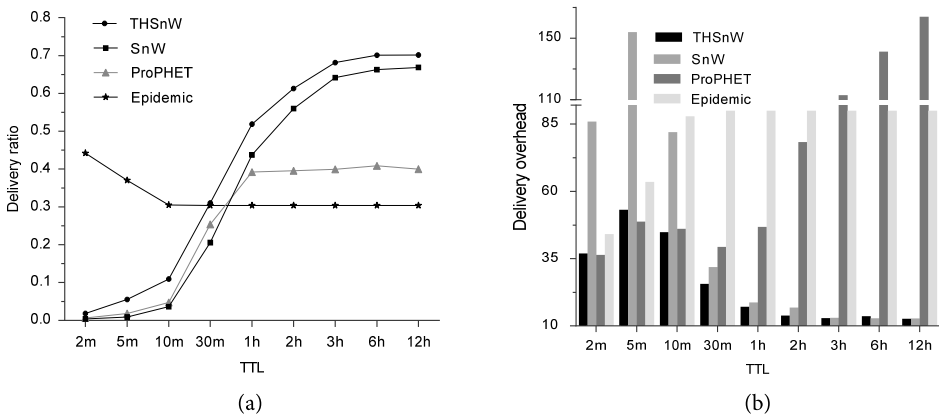 0.8
0.7
0.6
0.5
0.4
0.3
0.2
0.1
0.0
Delivery ratio
THSnW
SnW
ProPHET
Epidemic
2m 5m 10m 30m 1h 2h 3h 6h 12h
TTL
(a)
150
110
85
60
35
10
Delivery overhead
THSnW
SnW
ProPHET
Epidemic
2m 5m 10m 30m 1h 2h 3h 6h 12h
TTL
(b)